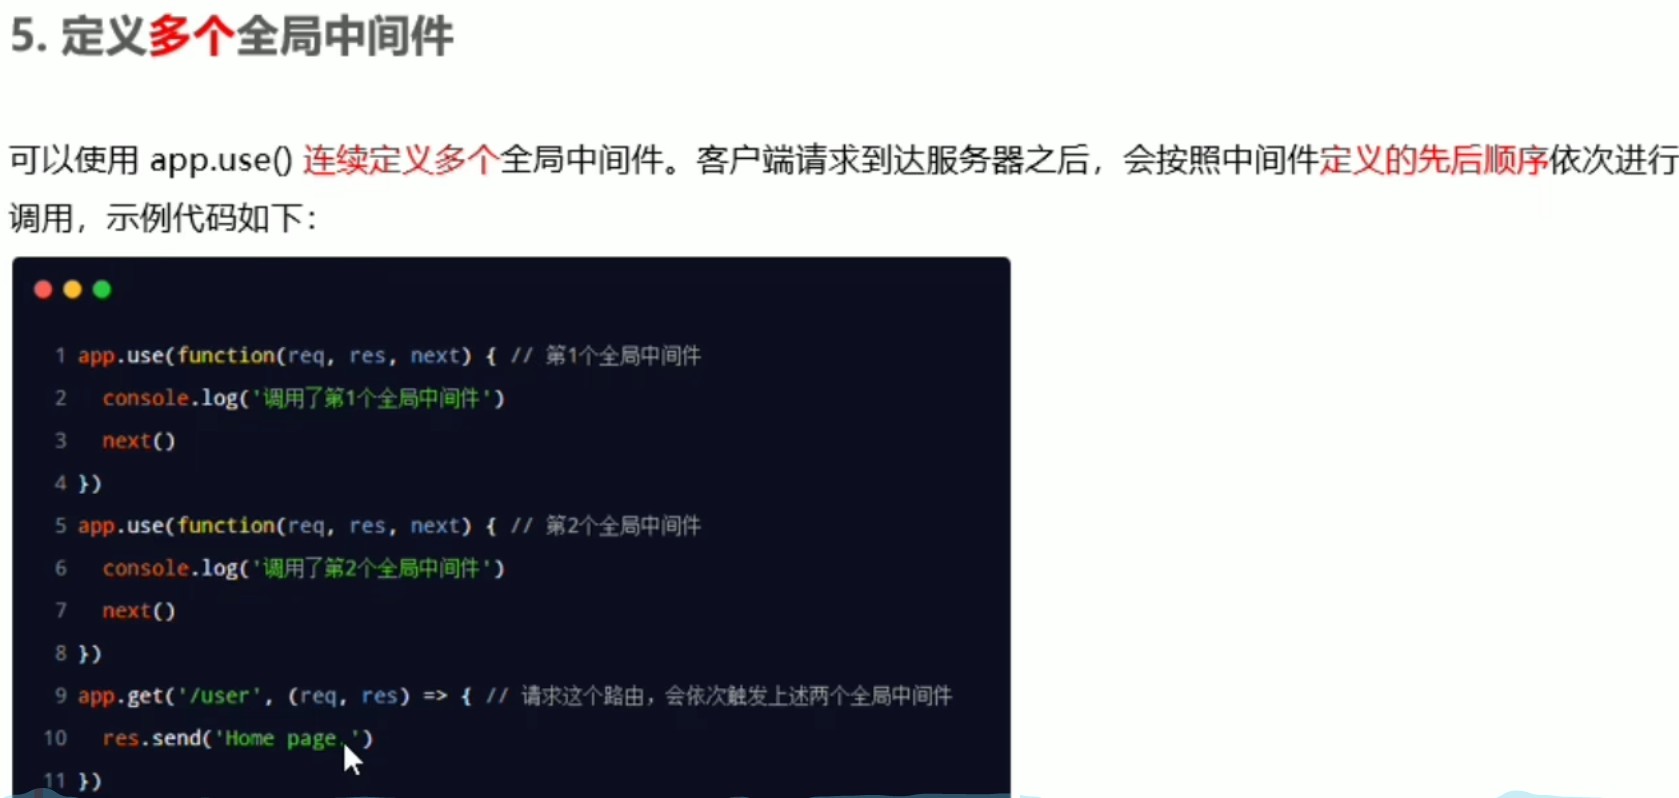 5. 定义多个全局中间件
可以使用 app.use() 连续定义多个全局中间件。客户端请求到达服务器之后，会按照中间件定义的先后顺序依次进行
调用，示例代码如下：
1 app.use(function(req, res, next) { // 第1个全局中间件
2   console.log('调用了第1个全局中间件')
3   next()
4 })
5 app.use(function(req, res, next) { // 第2个全局中间件
6   console.log('调用了第2个全局中间件')
7   next()
8 })
9 app.get('/user', (req, res) => { // 请求这个路由，会依次触发上述两个全局中间件
10   res.send('Home page.')
11 })